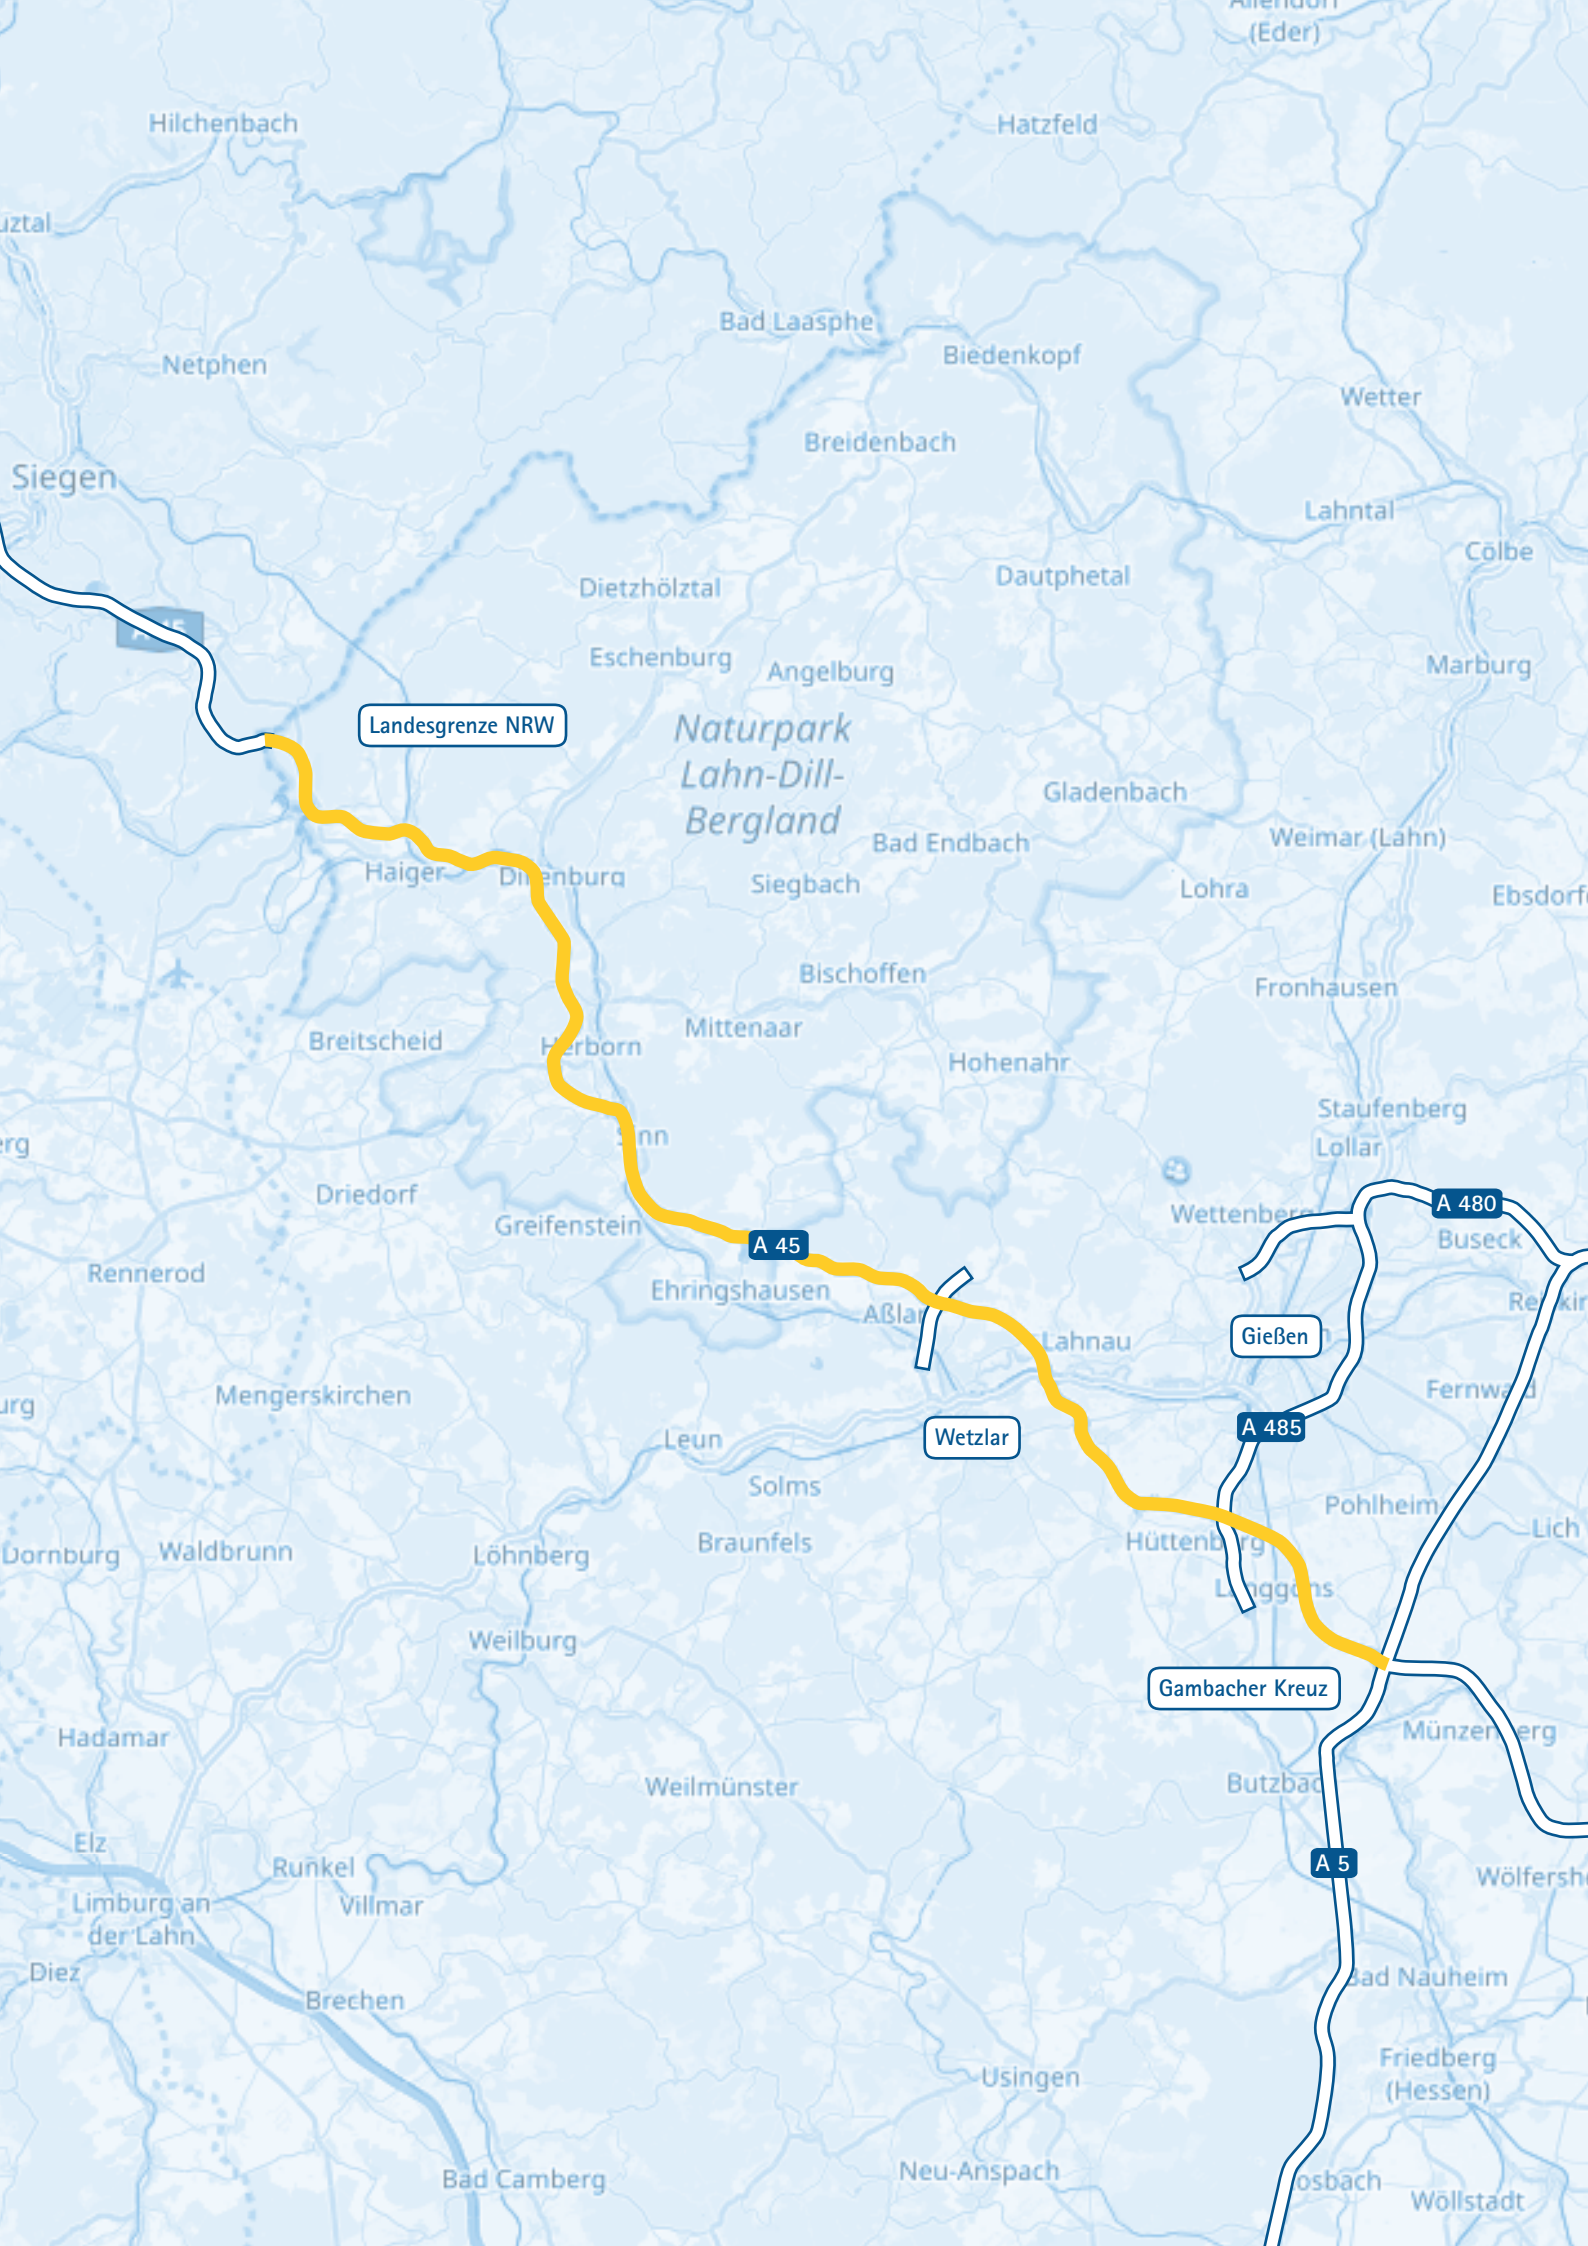 (Eder)
Hilchenbach
Hatzfeld
uztal
Bad Laasphe
Biedenkopf
Netphen
Wetter
Breidenbach
Siegen
Lahntal
Cölbe
Dautphetal
Dietzhölztal
Eschenburg
Angelburg
Marburg
Landesgrenze NRW
Naturpark
Lahn-Dill-
Bergland
Gladenbach
Weimar (Lahn)
Bad Endbach
Haiger
Siegbach
Lohra
Bischoffen
Fronhausen
Mittenaar
Breitscheid
Hohenahr
Staufenberg
Lollar
erg
Driedorf
Greifenstein
Wettenberg
A 480
Buseck
A 45
Rennerod
Ehringshausen
Gießen
Lahnau
Mengerskirchen
urg
A 485
Wetzlar
Leun
Solms
Pohlheim
Lich
Braunfels
Dornburg
Waldbrunn
Löhnberg
Weilburg
Gambacher Kreuz
Hadamar
Weilmünster
Elz
Runkel
A 5
Villmar
Limburg an
der Lahn
Diez
Bad Nauheim
Brechen
Usingen
Friedberg
(Hessen)
Neu-Anspach
Bad Camberg
osbach
Wöllstadt